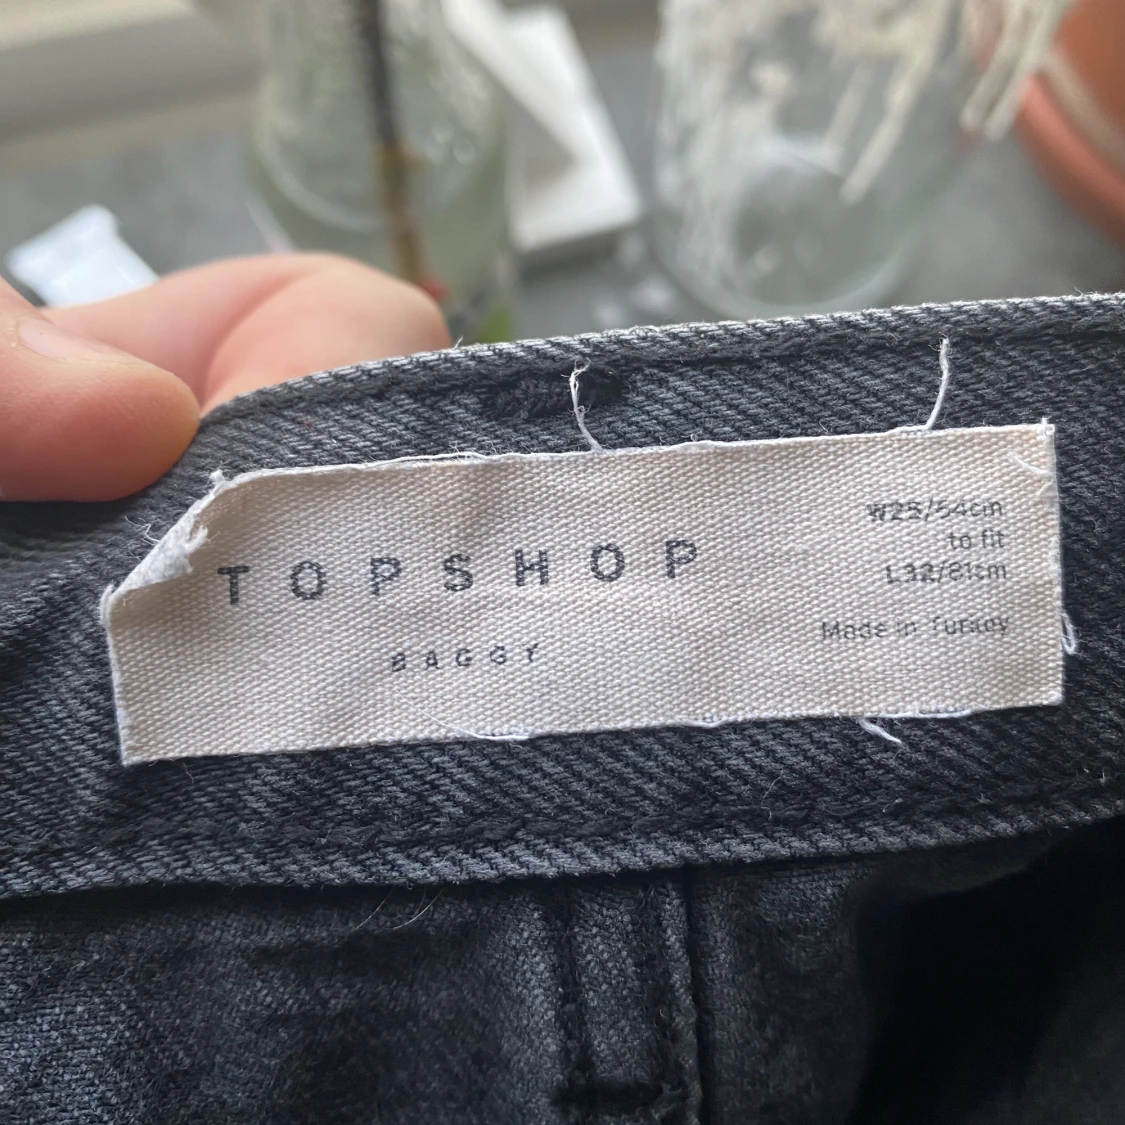 TOPSHOP
BAGGY
W25/64cm
to fit
L32/81cm
Made in Turkey